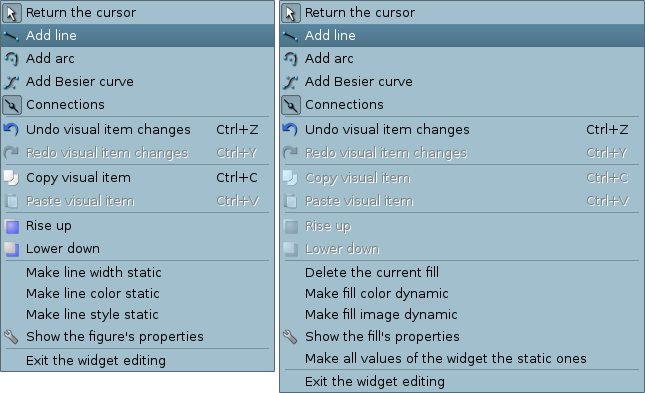 Return the cursor
Add line
Add arc
Add Besier curve
Connections
Undo visual item changes Ctrl+Z
Redo visual item changes Ctrl+Y
Copy visual item Ctrl+C
Paste visual item Ctrl+V
Rise up
Lower down
Make line width static
Make line color static
Make line style static
Show the figure's properties
Exit the widget editing
Return the cursor
Add line
Add arc
Add Besier curve
Connections
Undo visual item changes Ctrl+Z
Redo visual item changes Ctrl+Y
Copy visual item Ctrl+C
Paste visual item Ctrl+V
Rise up
Lower down
Delete the current fill
Make fill color dynamic
Make fill image dynamic
Show the fill's properties
Make all values of the widget the static ones
Exit the widget editing